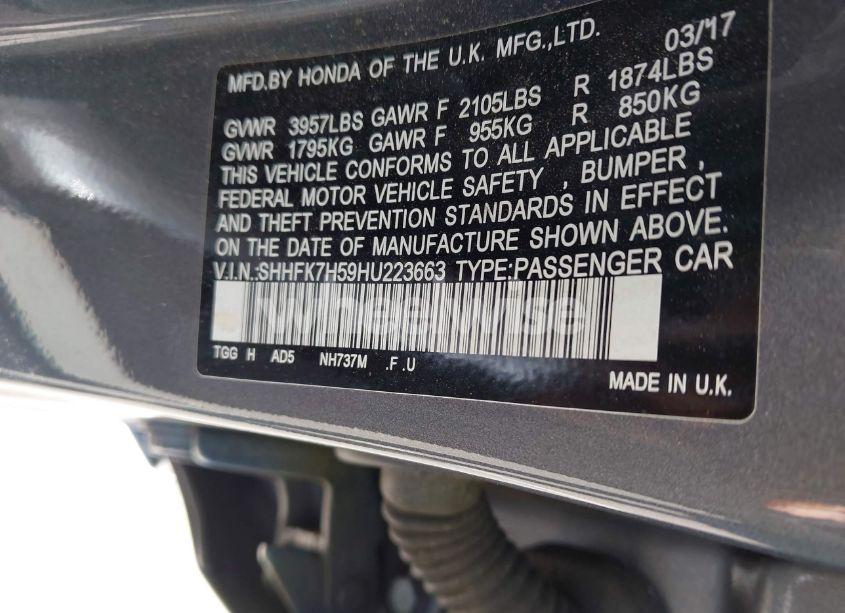 MFD.BY HONDA OF THE U.K. MFG.,LTD. 03/'17
GVWR 3957LBS GAWR F 2105LBS R 1874LBS
GVWR 1795KG GAWR F 955KG R 850KG
THIS VEHICLE CONFORMS TO ALL APPLICABLE
FEDERAL MOTOR VEHICLE SAFETY , BUMPER ,
AND THEFT PREVENTION STANDARDS IN EFFECT
ON THE DATE OF MANUFACTURE SHOWN ABOVE.
V.I.N.:SHHFK7H59HU223663 TYPE:PASSENGER CAR
wheelwise
TGG H AD5 NH737M .F .U
MADE IN U.K.